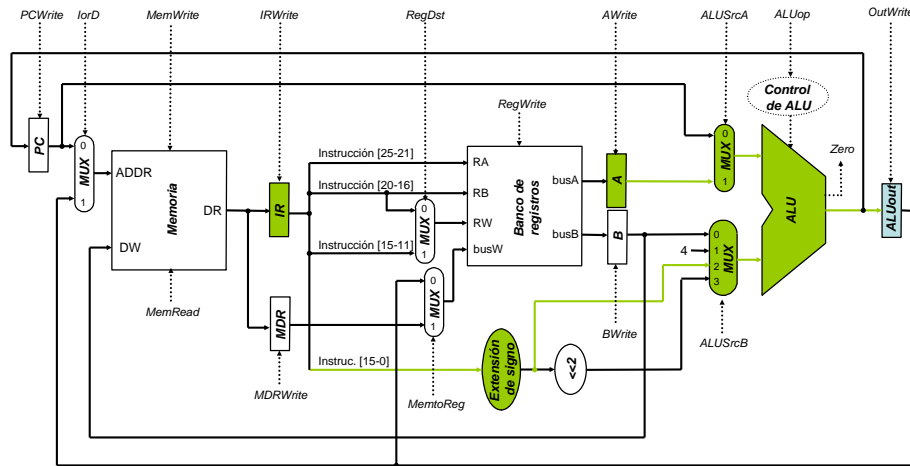 PCWrite
IorD
MemWrite
IRWrite
RegDst
AWrite
ALUSrcA
ALUop
OutWrite
Control
de ALU
RegWrite
Zero
PC
0
MUX
1
ADDR
Memoria
DR
DW
IR
Instrucción [25-21]
Instrucción [20-16]
Instrucción [15-11]
0
MUX
1
RA
RB
RW
busW
Banco de
registros
busA
busB
A
B
0
MUX
1
ALU
ALUout
4
0
1
2
3
MUX
MemRead
MDR
0
MUX
1
BWrite
ALUSrcB
Instruc. [15-0]
Extensión
de signo
<<2
MDRWrite
MemtoReg